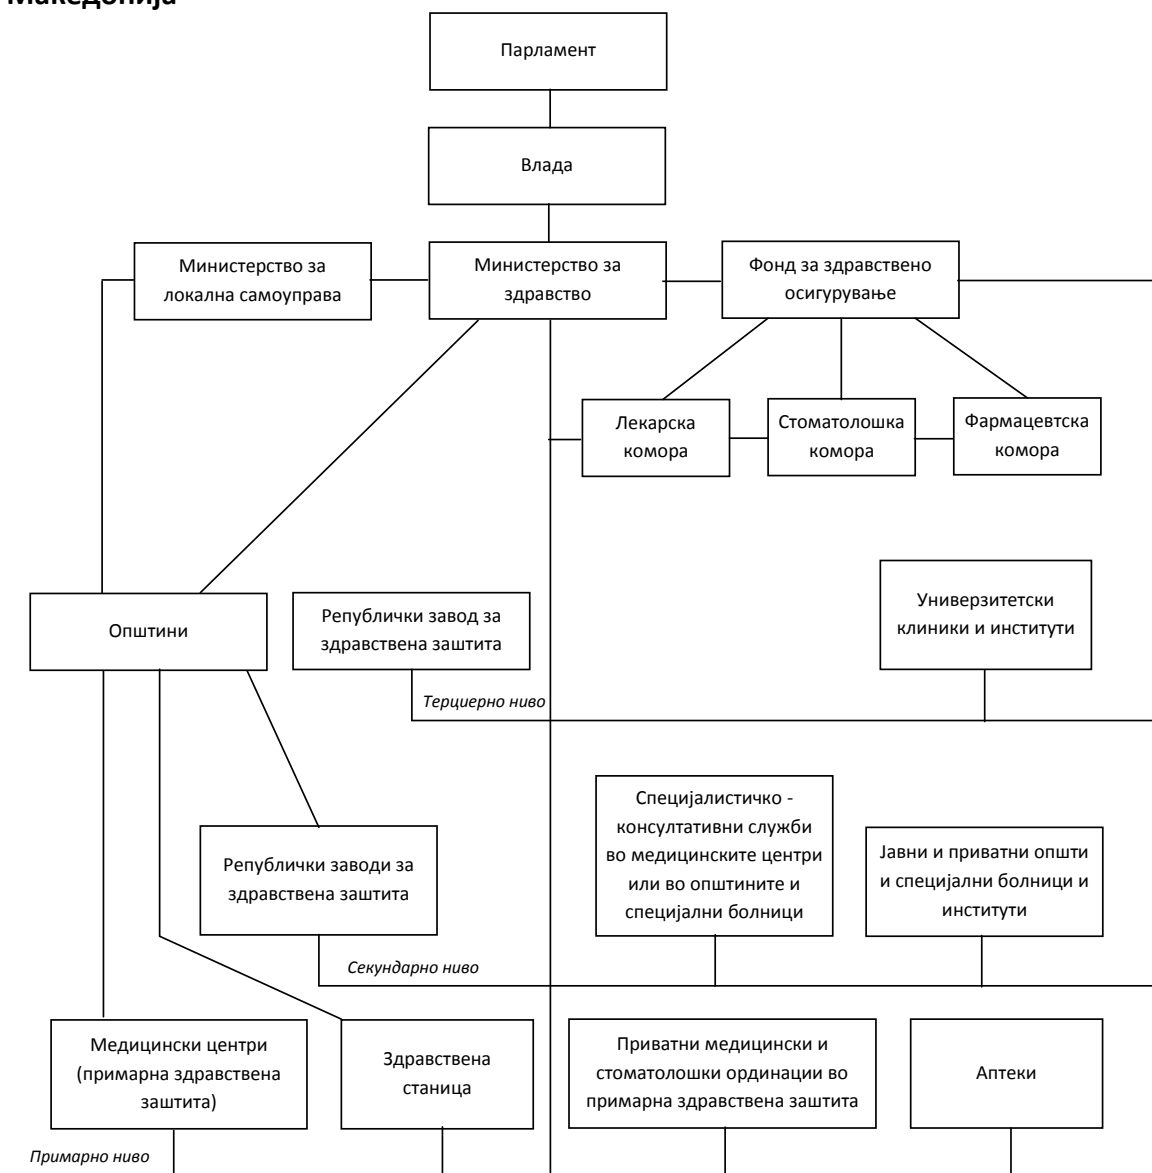 Македонија
Парламент
Влада
Министерство за
локална самоуправа
Министерство за
здравство
Фонд за здравствено
осигурување
Лекарска
комора
Стоматолошка
комора
Фармацевтска
комора
Општини
Републички завод за
здравствена заштита
Универзитетски
клиники и институти
Терциерно ниво
Специјалистичко -
консултативни служби
во медицинските центри
или во општините и
специјални болници
Јавни и приватни општи
и специјални болници и
институти
Републички заводи за
здравствена заштита
Секундарно ниво
Медицински центри
(примарна здравствена
заштита)
Здравствена
станица
Приватни медицински и
стоматолошки ординации во
примарна здравствена заштита
Аптеки
Примарно ниво